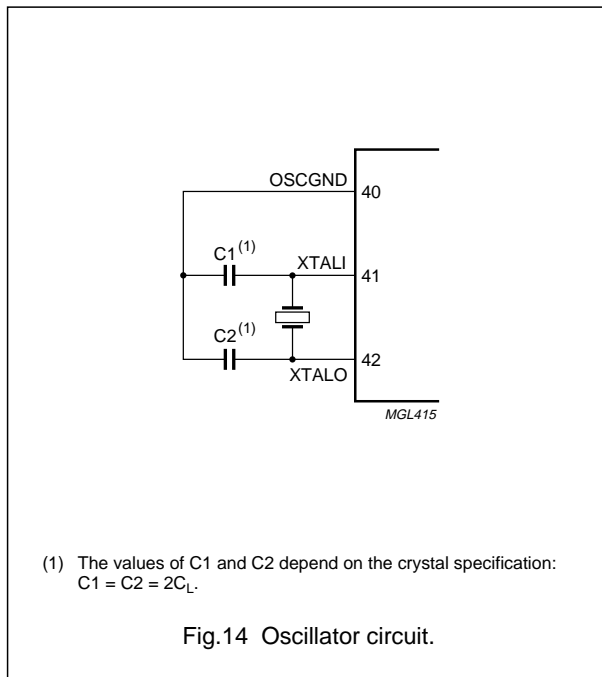 OSCGND
40
C1(1)
XTALI
41
C2(1)
42
XTALO
MGL415
(1) The values of C1 and C2 depend on the crystal specification:
C1 = C2 = 2CL.
Fig.14 Oscillator circuit.